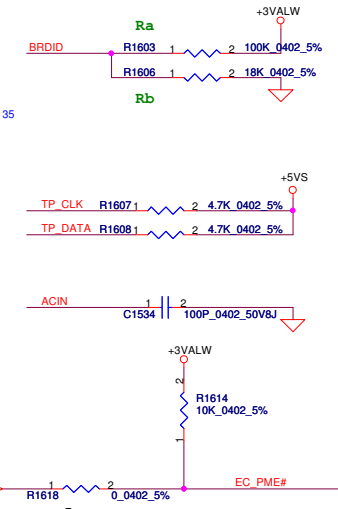 +3VALW
Ra
BRDID R1603 1 2 100K_0402_5%
R1606 1 2 18K_0402_5%
Rb
35
+5VS
TP_CLK R1607 1 2 4.7K_0402_5%
TP_DATA R1608 1 2 4.7K_0402_5%
ACIN 1 2
C1534 100P_0402_50V8J
+3VALW
2
R1614
10K_0402_5%
1
1 2 EC_PME#
R1618 0_0402_5%